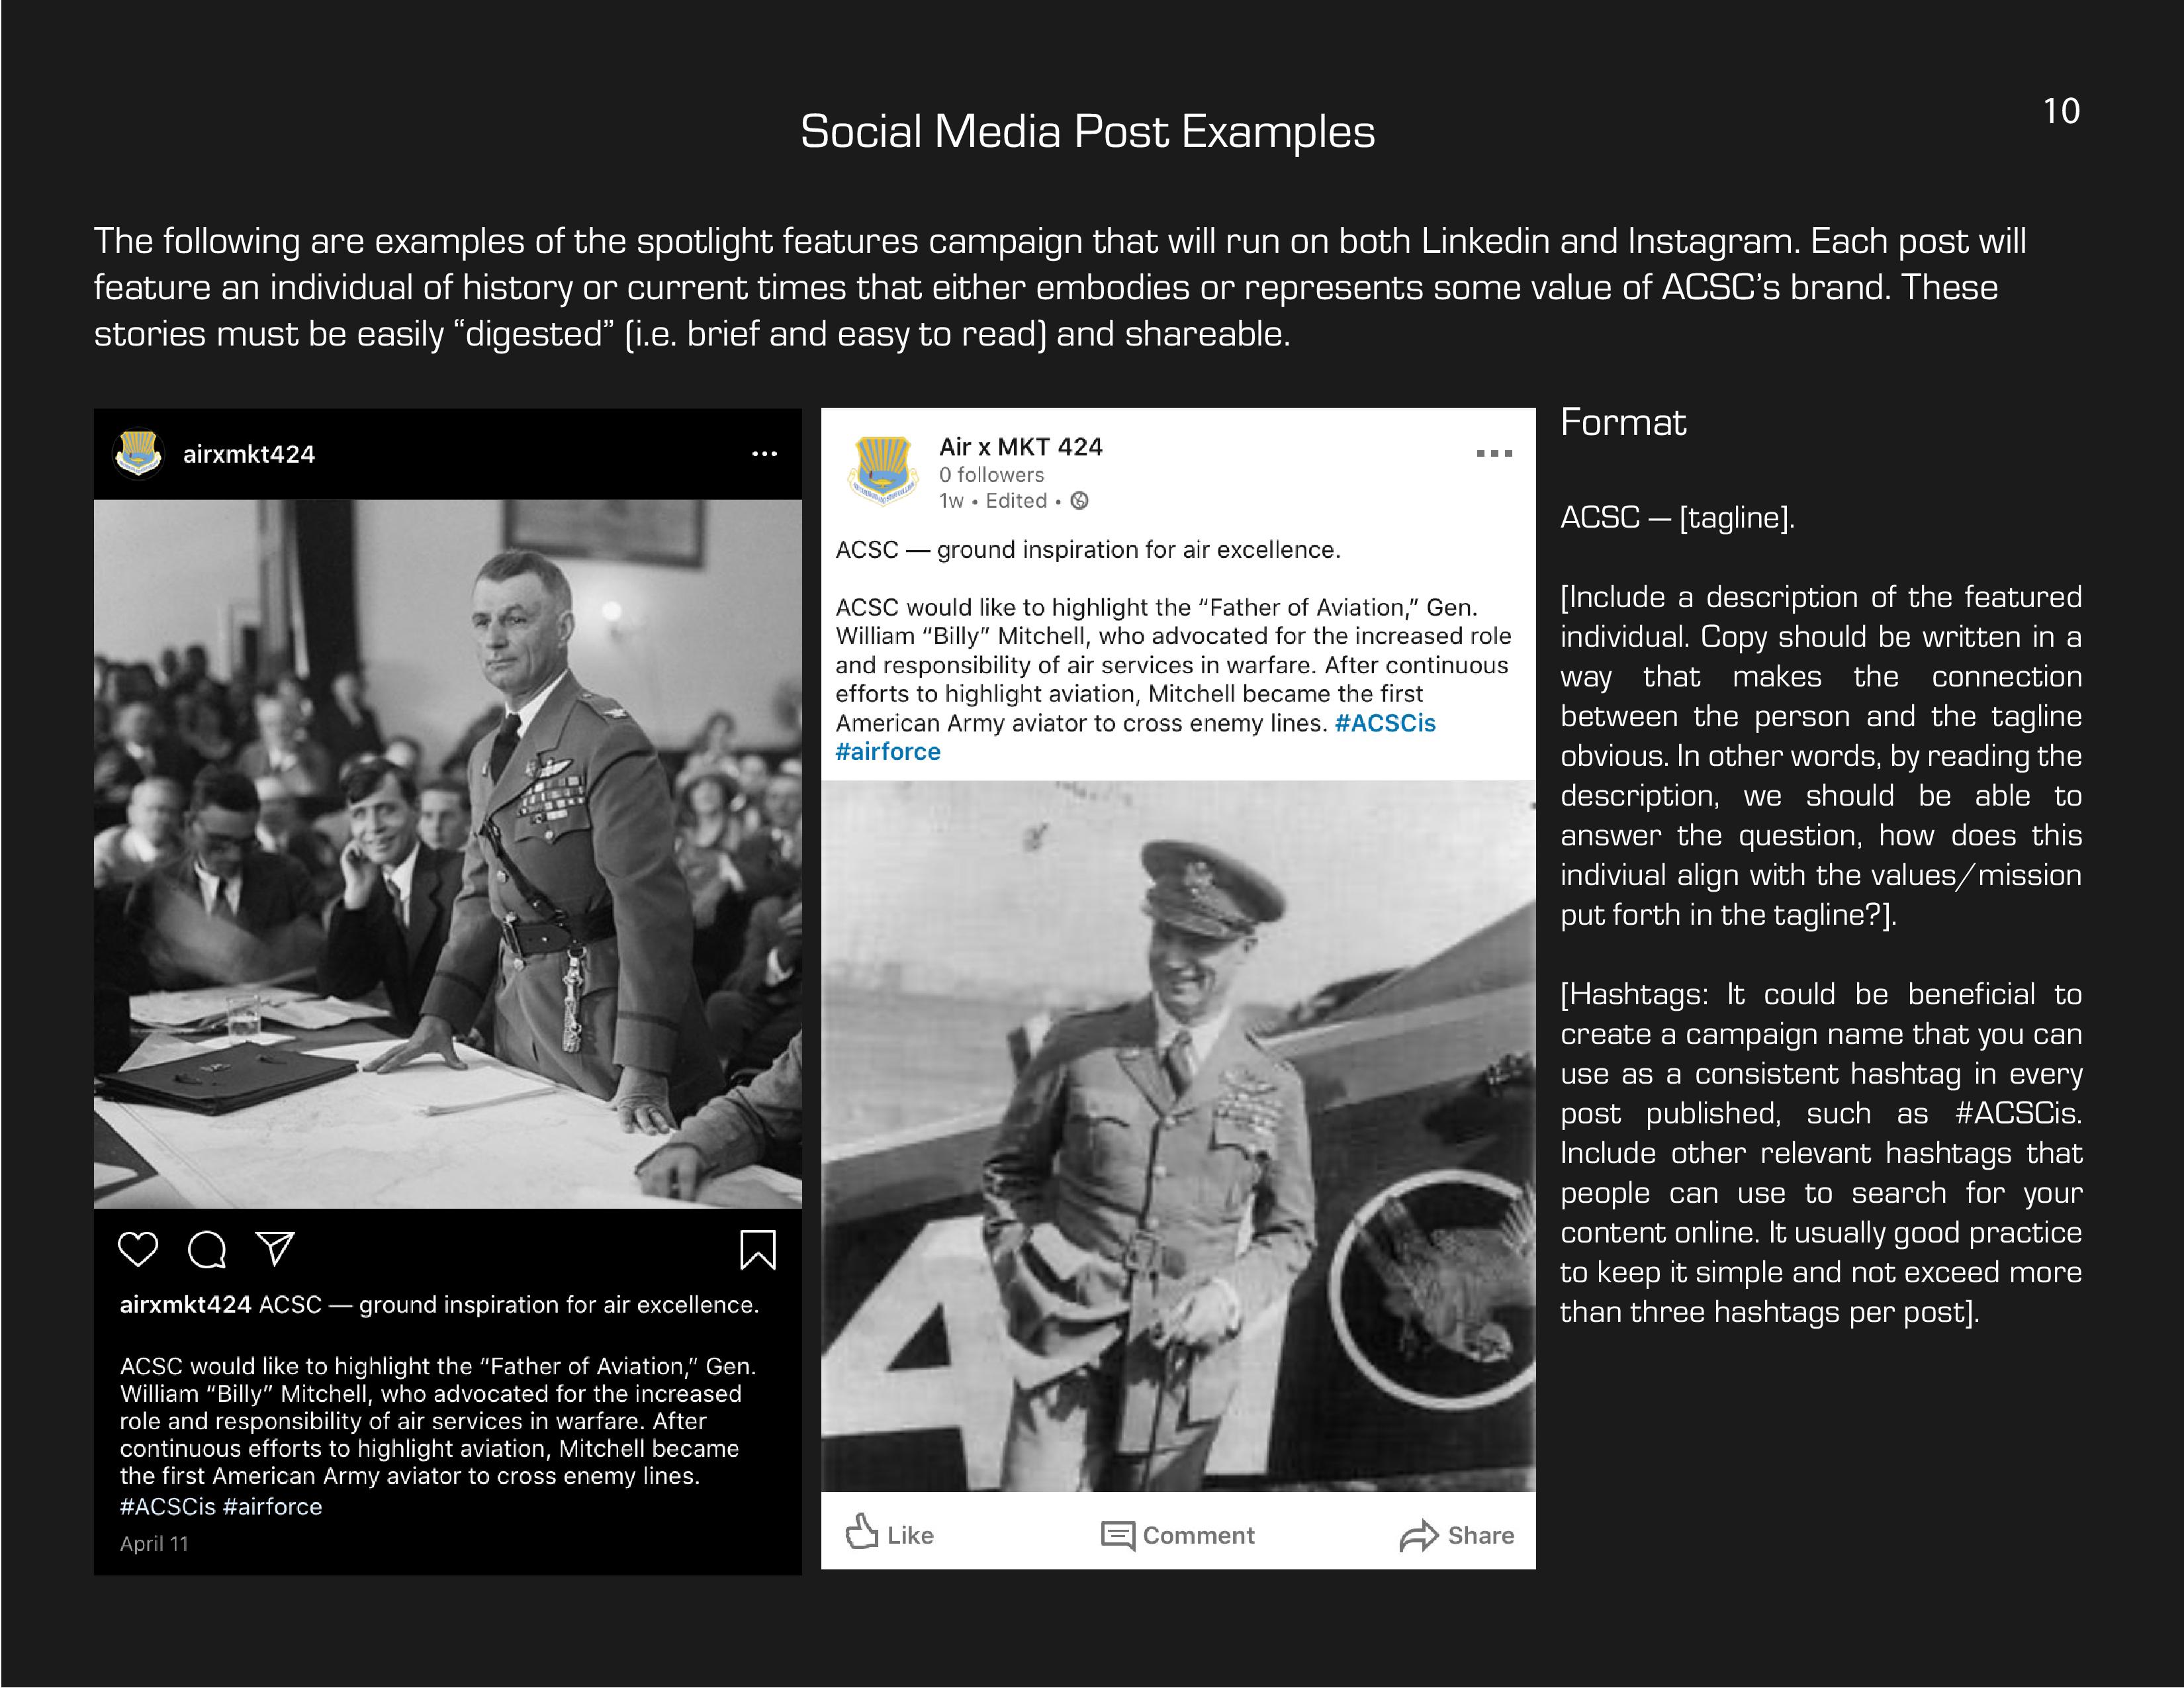 10
Social Media Post Examples
The following are examples of the spotlight features campaign that will run on both Linkedin and Instagram. Each post will
feature an individual of history or current times that either embodies or represents some value of ACSC’s brand. These
stories must be easily “digested” (i.e. brief and easy to read) and shareable.
airxmkt424
airxmkt424 ACSC — ground inspiration for air excellence.
ACSC would like to highlight the “Father of Aviation,” Gen.
William “Billy” Mitchell, who advocated for the increased
role and responsibility of air services in warfare. After
continuous efforts to highlight aviation, Mitchell became
the first American Army aviator to cross enemy lines.
#ACSCis #airforce
April 11
Air x MKT 424
0 followers
1w • Edited •
ACSC — ground inspiration for air excellence.
ACSC would like to highlight the “Father of Aviation,” Gen.
William “Billy” Mitchell, who advocated for the increased role
and responsibility of air services in warfare. After continuous
efforts to highlight aviation, Mitchell became the first
American Army aviator to cross enemy lines. #ACSCis
#airforce
4
Like
Comment
Share
Format
ACSC — [tagline].
[Include a description of the featured
individual. Copy should be written in a
way that makes the connection
between the person and the tagline
obvious. In other words, by reading the
description, we should be able to
answer the question, how does this
indiviual align with the values/mission
put forth in the tagline?].
[Hashtags: It could be beneficial to
create a campaign name that you can
use as a consistent hashtag in every
post published, such as #ACSCis.
Include other relevant hashtags that
people can use to search for your
content online. It usually good practice
to keep it simple and not exceed more
than three hashtags per post].